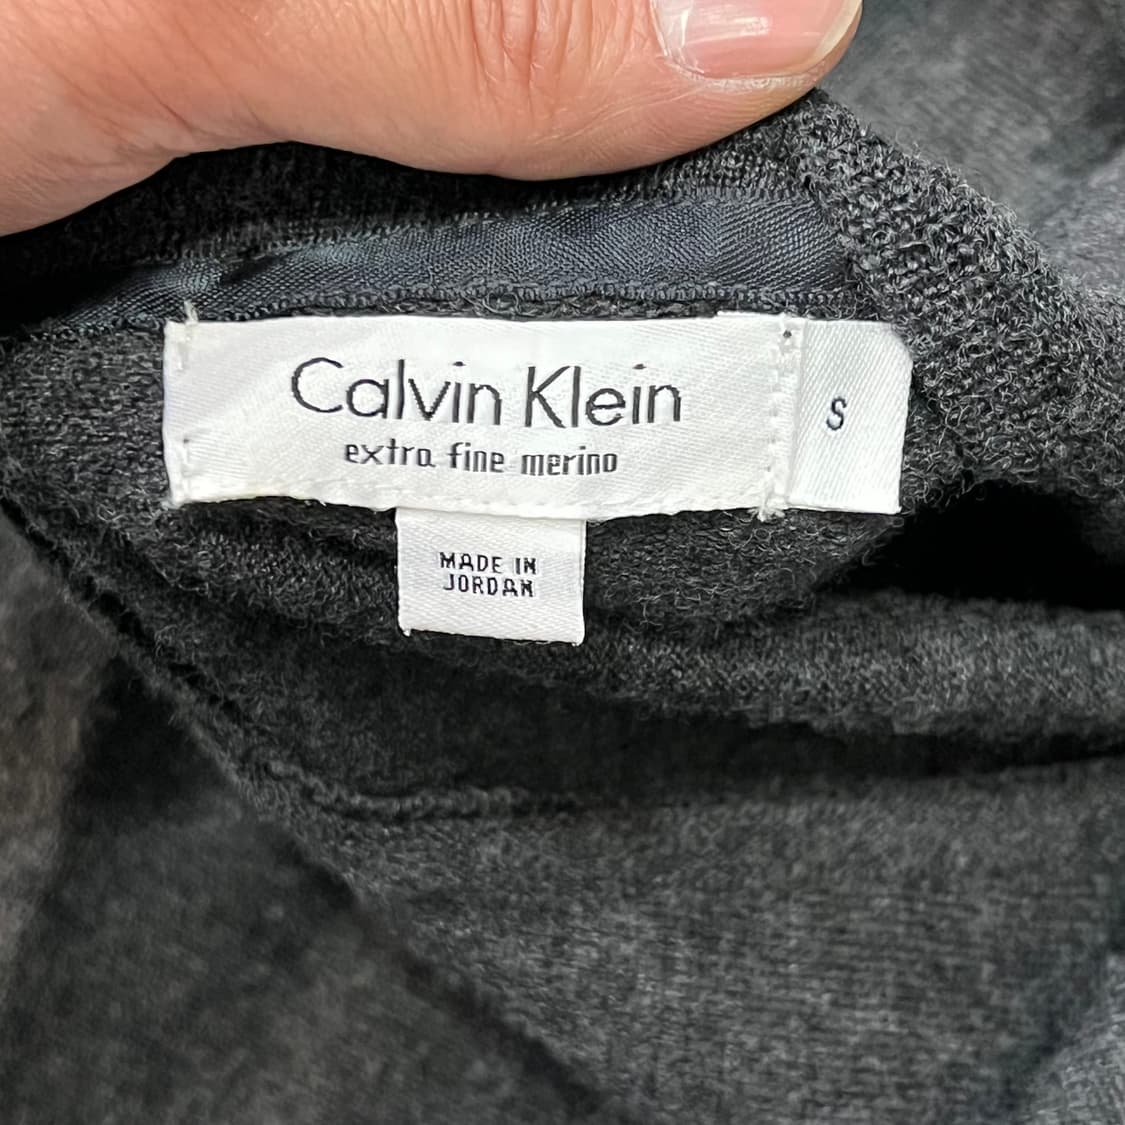 Calvin Klein
extra fine merino
S
MADE IN
JORDAN